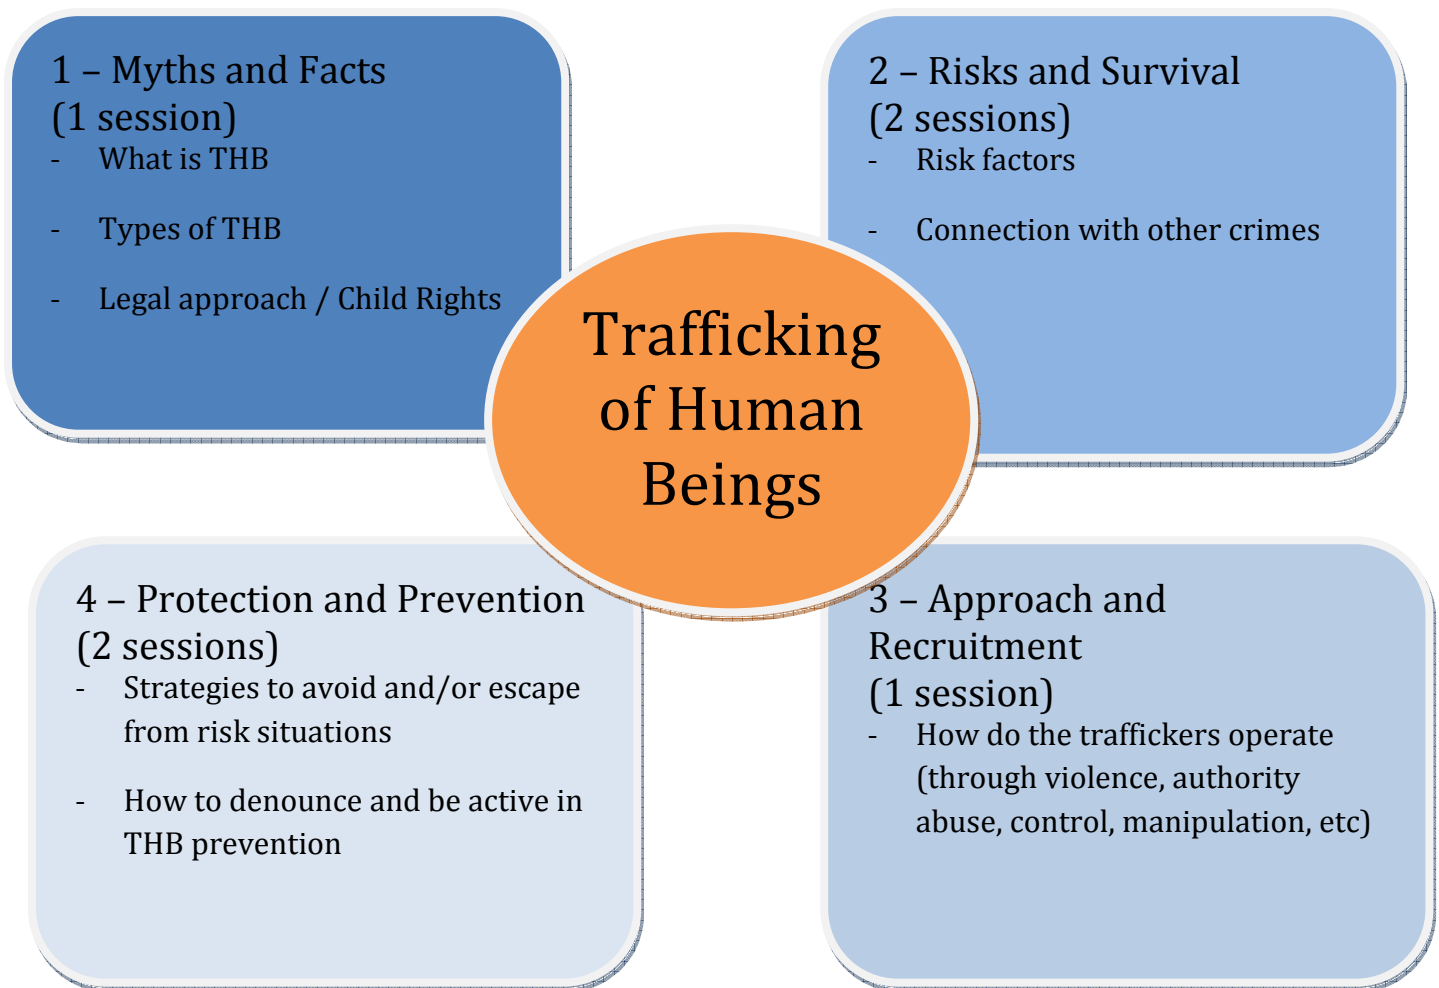 1 – Myths and Facts
(1 session)
- What is THB
- Types of THB
- Legal approach / Child Rights
2 – Risks and Survival
(2 sessions)
- Risk factors
- Connection with other crimes
Trafficking
of Human
Beings
4 – Protection and Prevention
(2 sessions)
- Strategies to avoid and/or escape
from risk situations
- How to denounce and be active in
THB prevention
3 – Approach and
Recruitment
(1 session)
- How do the traffickers operate
(through violence, authority
abuse, control, manipulation, etc)